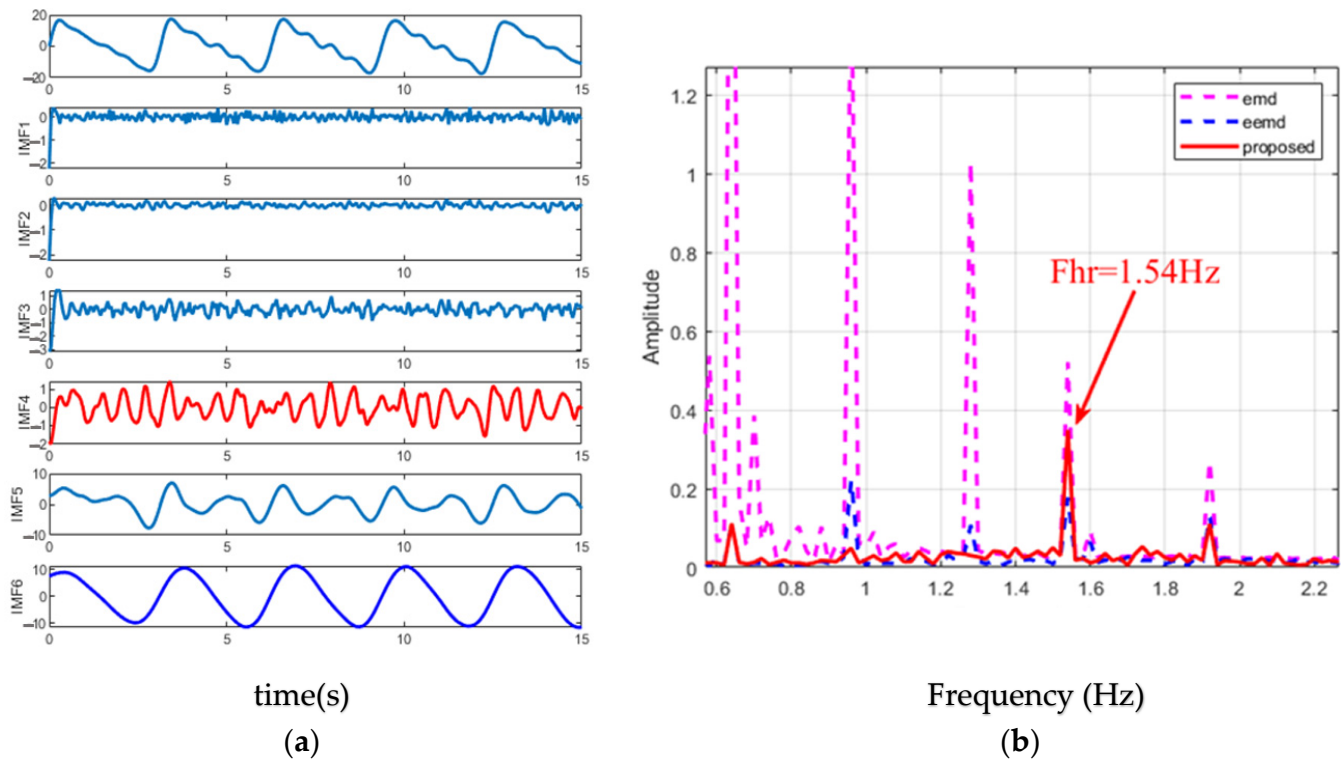 20
0
−20
0 5 10 15
IMF1
0
−1
−2
0 5 10 15
IMF2
0
−1
−2
0 5 10 15
IMF3
1
0
−1
−2
−3
0 5 10 15
IMF4
1
0
−1
−2
0 5 10 15
IMF5
10
0
−10
0 5 10 15
IMF6
10
0
−10
0 5 10 15
time(s)
(a)
emd
eemd
proposed
Fhr=1.54Hz
Amplitude
1.2
1
0.8
0.6
0.4
0.2
0
0.6 0.8 1 1.2 1.4 1.6 1.8 2 2.2
Frequency (Hz)
(b)